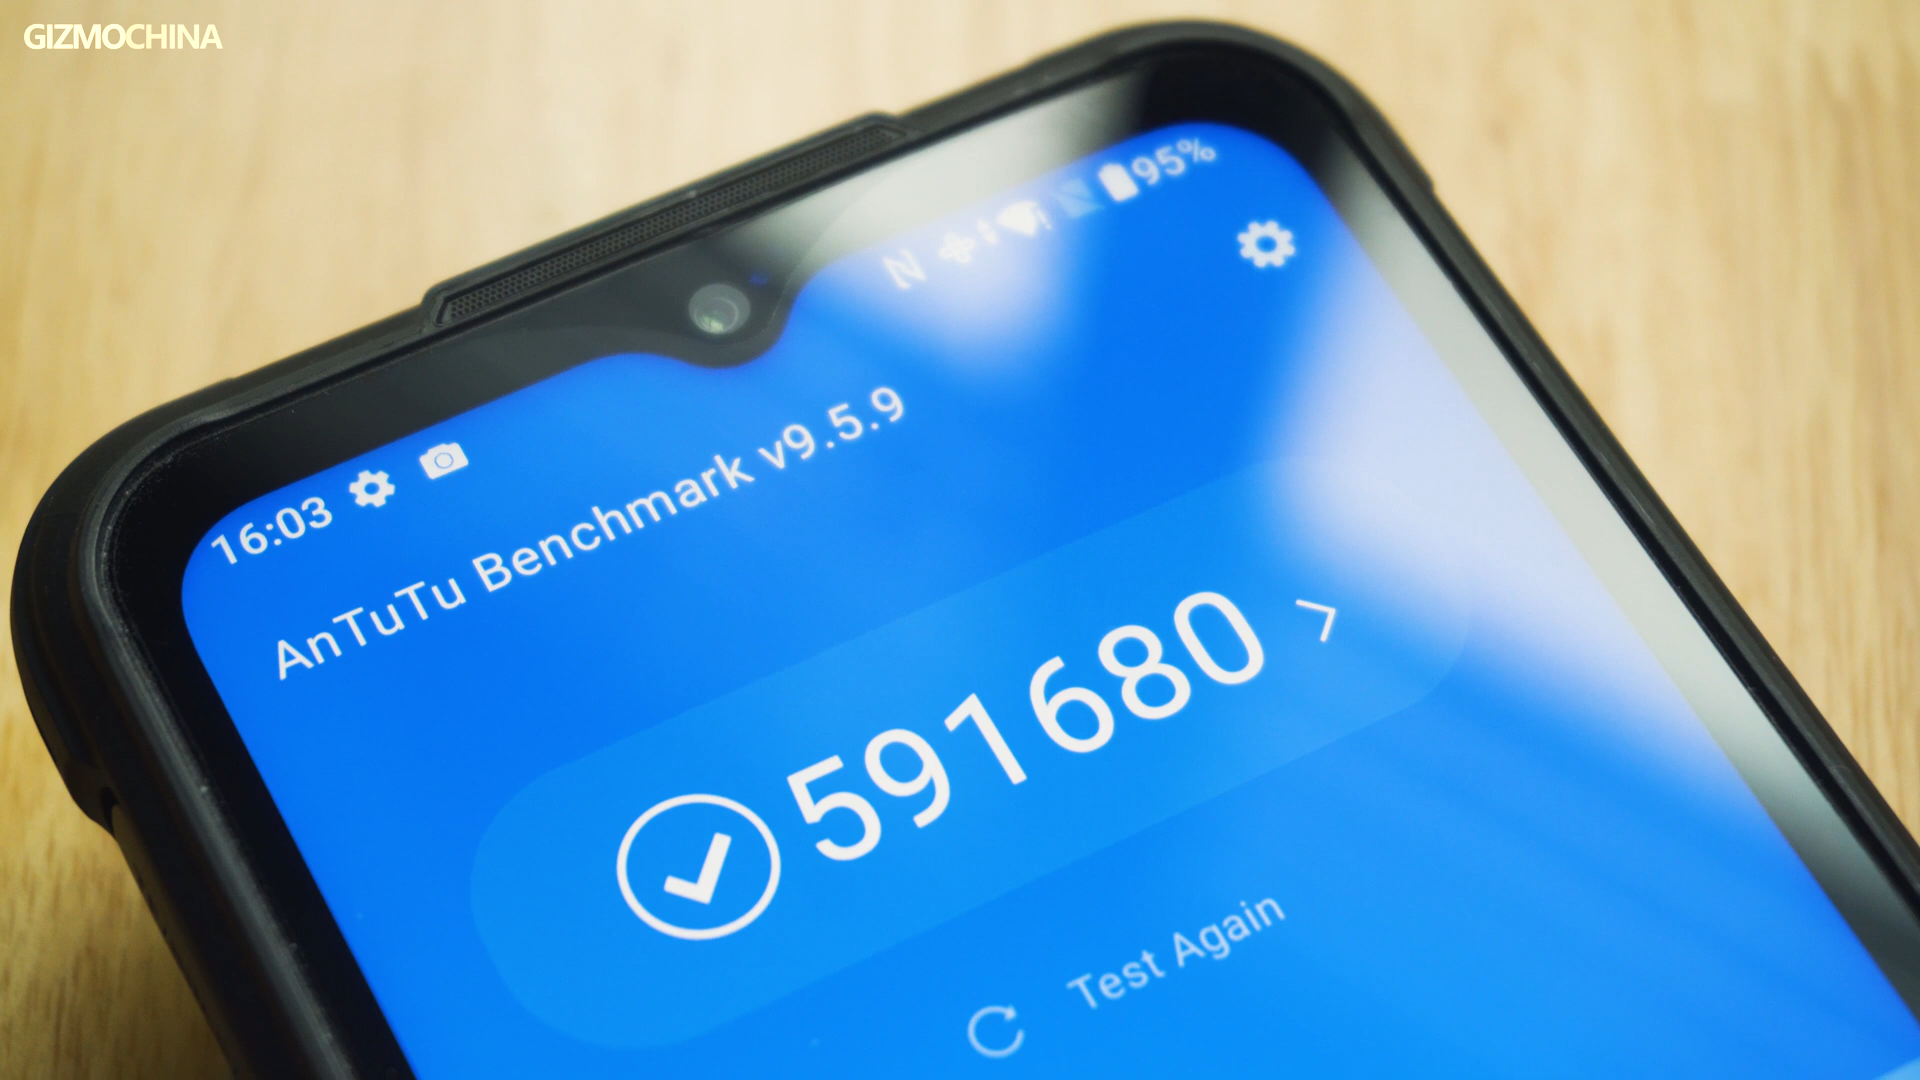 GIZMOCHINA
16:03 95%
AnTuTu Benchmark v9.5.9
591680
Test Again